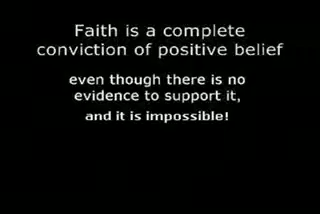 Faith is a complete
conviction of positive belief
even though there is no
evidence to support it,
and it is impossible!